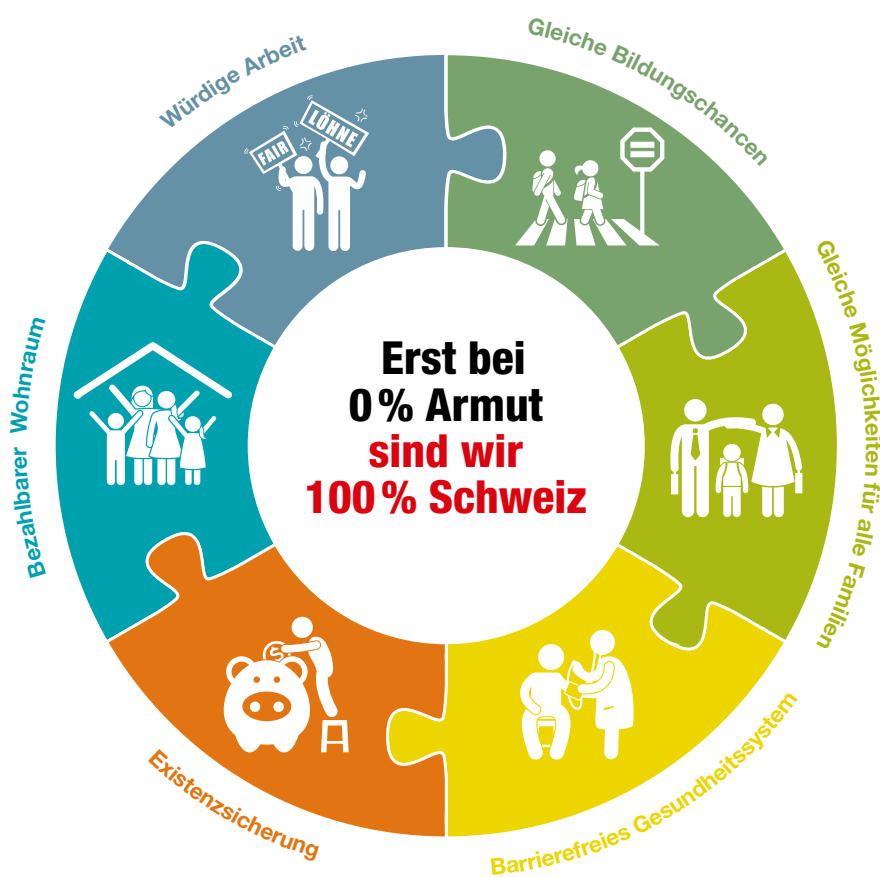 Würdige Arbeit
Gleiche Bildungschancen
Gleiche Möglichkeiten für alle Familien
Barrierefreies Gesundheitssystem
Existenzsicherung
Bezahlbarer Wohnraum
FAIR
LÖHNE
Erst bei
0% Armut
sind wir
100% Schweiz
$